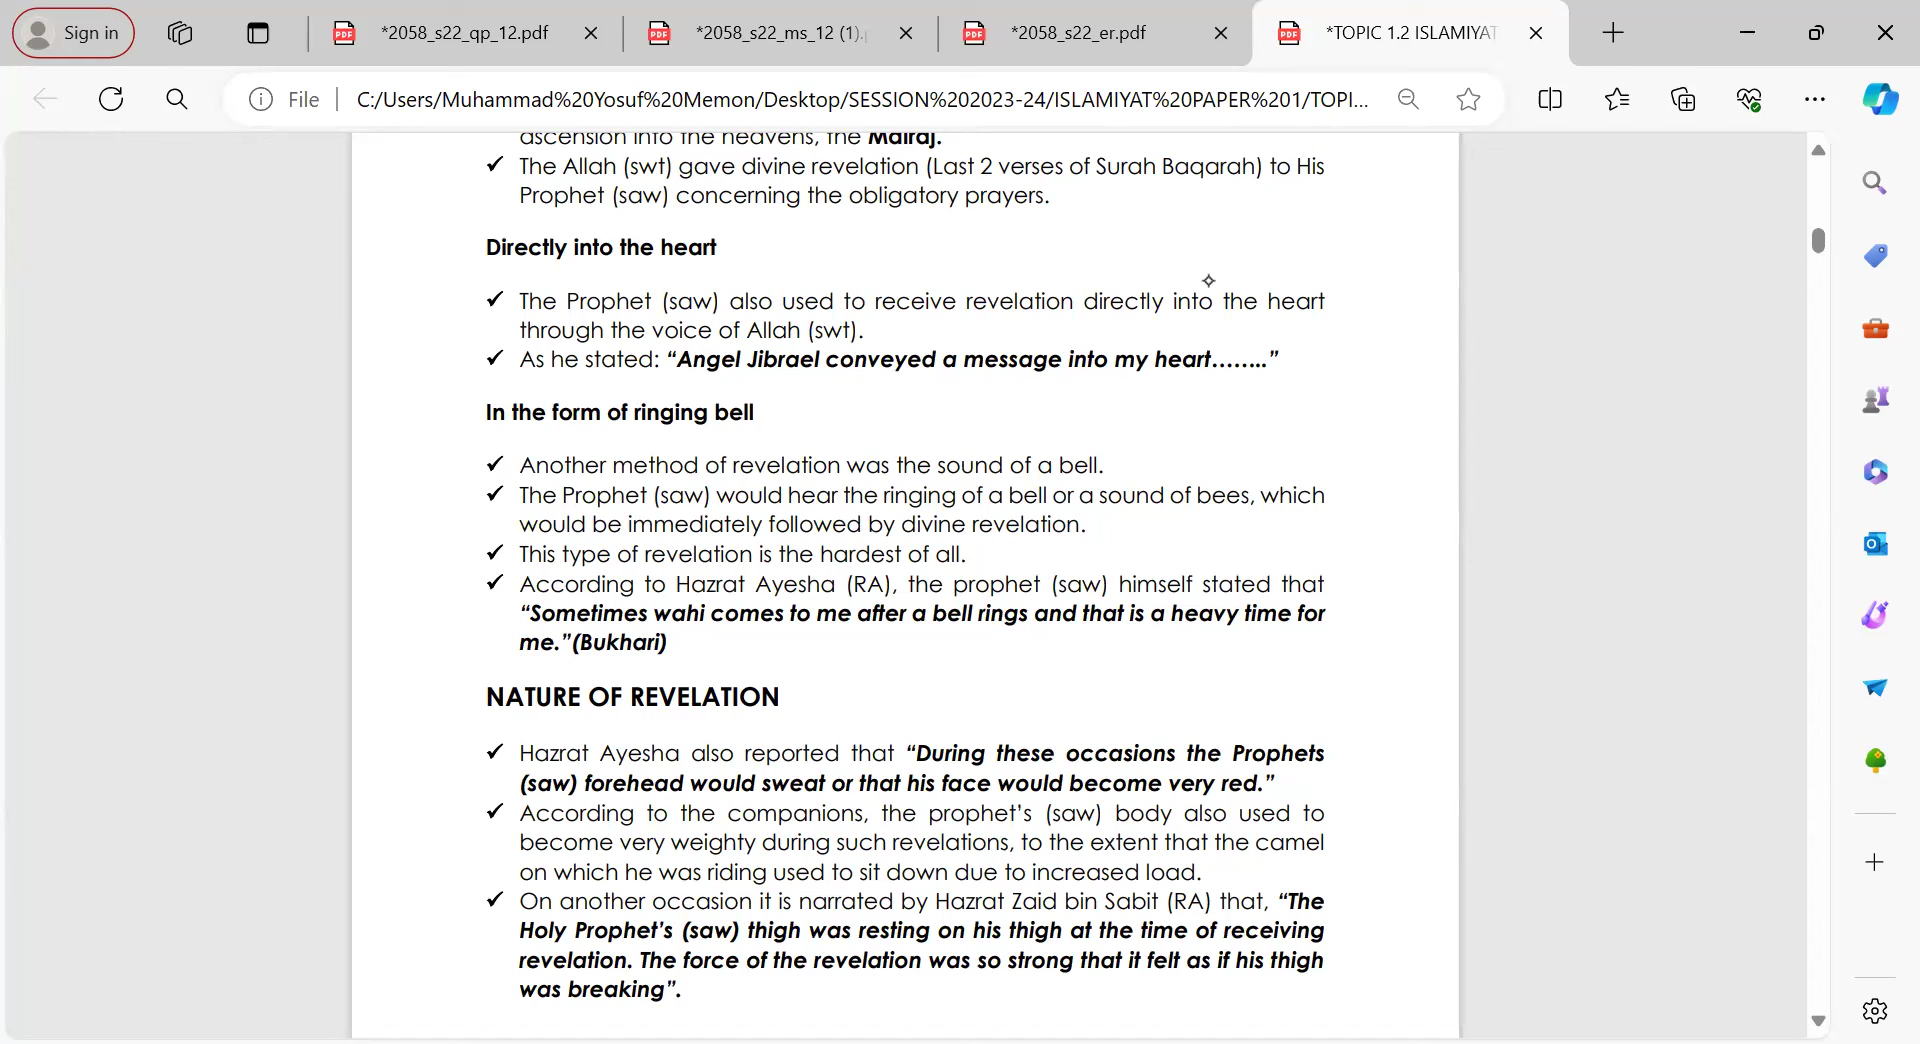 Sign in
*2058_s22_qp_12.pdf
*2058_s22_ms_12 (1).
*2058_s22_er.pdf
*TOPIC 1.2 ISLAMIYAT
File
C:/Users/Muhammad%20Yosuf%20Memon/Desktop/SESSION%202023-24/ISLAMIYAT%20PAPER%201/TOPI...
ascension into the heavens, the Mairaj.
✓ The Allah (swt) gave divine revelation (Last 2 verses of Surah Baqarah) to His
Prophet (saw) concerning the obligatory prayers.
Directly into the heart
✓ The Prophet (saw) also used to receive revelation directly into the heart
through the voice of Allah (swt).
✓ As he stated: “Angel Jibrael conveyed a message into my heart……..”
In the form of ringing bell
✓ Another method of revelation was the sound of a bell.
✓ The Prophet (saw) would hear the ringing of a bell or a sound of bees, which
would be immediately followed by divine revelation.
✓ This type of revelation is the hardest of all.
✓ According to Hazrat Ayesha (RA), the prophet (saw) himself stated that
“Sometimes wahi comes to me after a bell rings and that is a heavy time for
me.”(Bukhari)
NATURE OF REVELATION
✓ Hazrat Ayesha also reported that “During these occasions the Prophets
(saw) forehead would sweat or that his face would become very red.”
✓ According to the companions, the prophet’s (saw) body also used to
become very weighty during such revelations, to the extent that the camel
on which he was riding used to sit down due to increased load.
✓ On another occasion it is narrated by Hazrat Zaid bin Sabit (RA) that, “The
Holy Prophet’s (saw) thigh was resting on his thigh at the time of receiving
revelation. The force of the revelation was so strong that it felt as if his thigh
was breaking”.